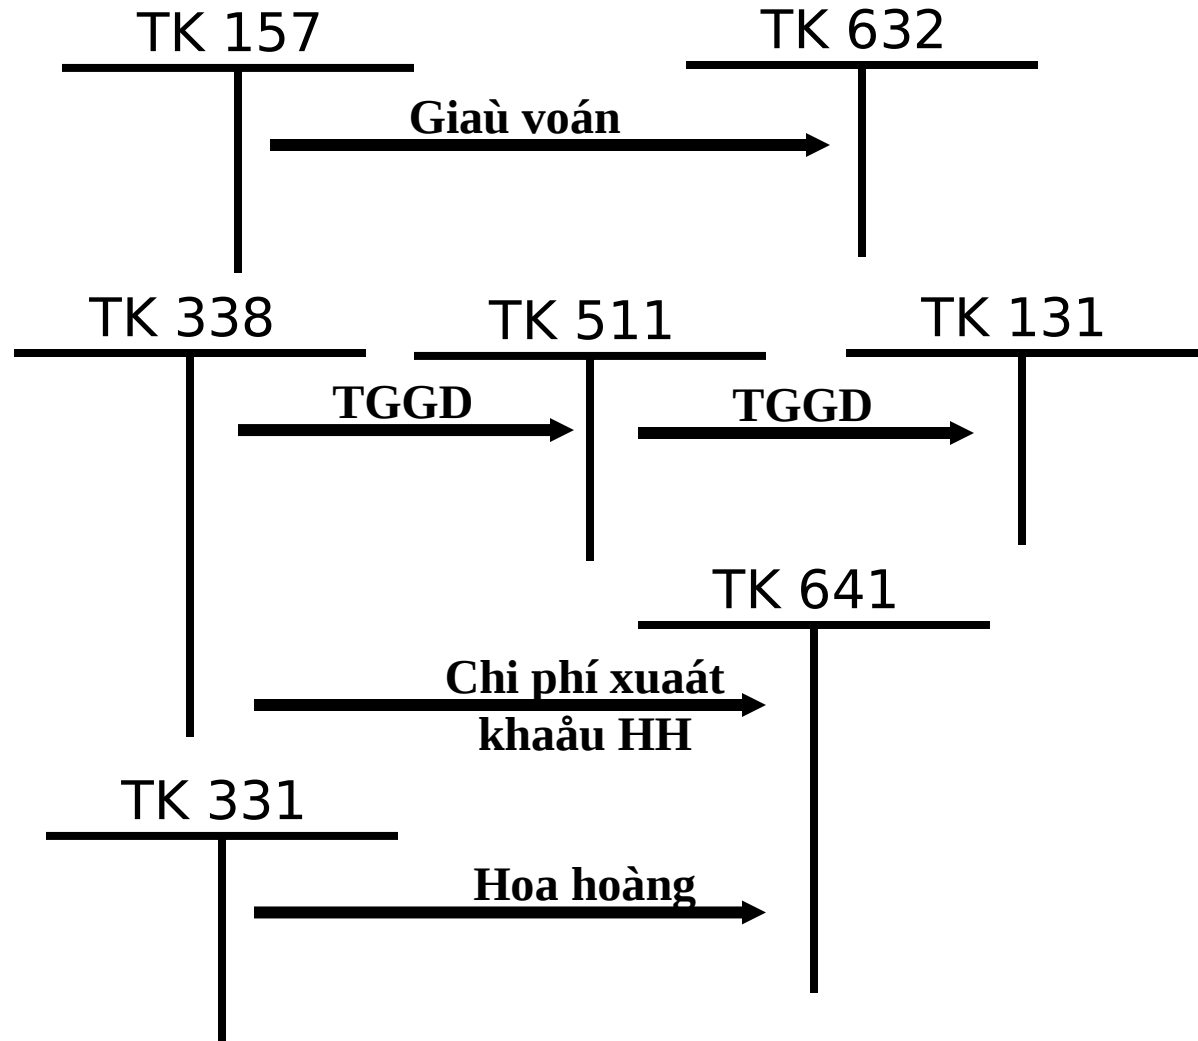 TK 157
TK 632
Giaù voán
TK 338
TK 511
TK 131
TGGD
TGGD
TK 641
Chi phí xuaát
khaåu HH
TK 331
Hoa hoàng